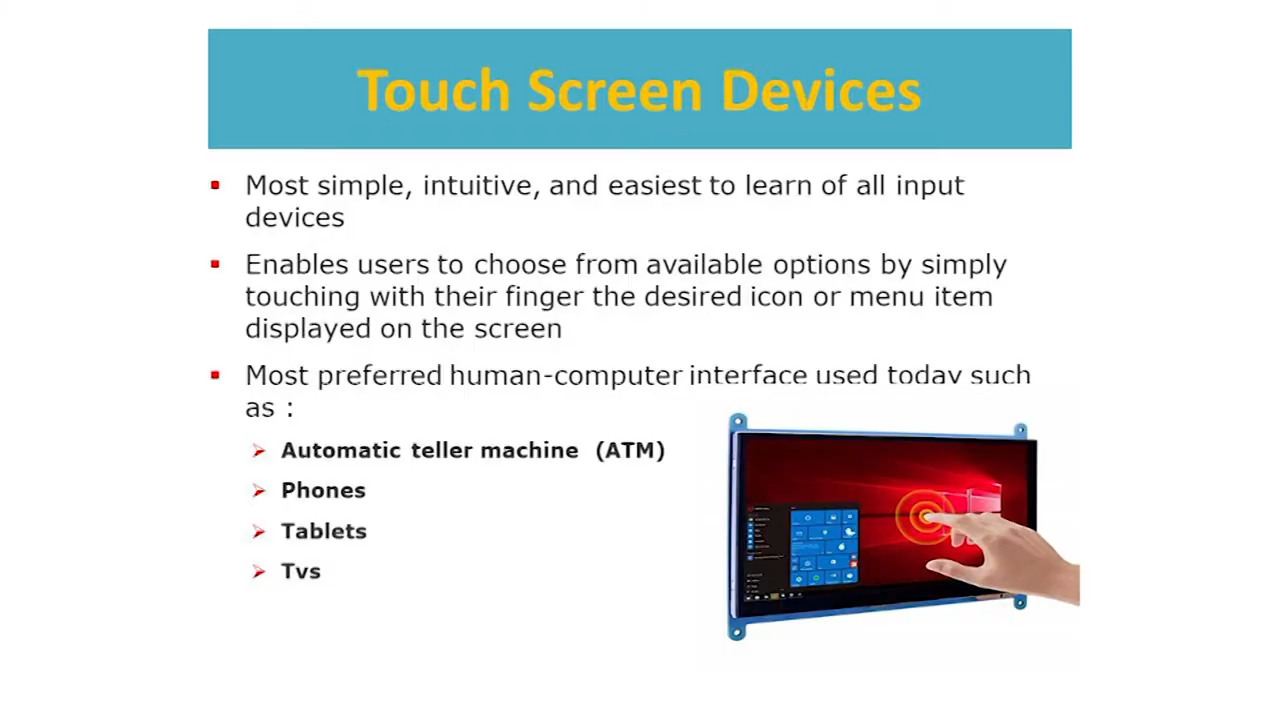 Touch Screen Devices
Most simple, intuitive, and easiest to learn of all input
devices
Enables users to choose from available options by simply
touching with their finger the desired icon or menu item
displayed on the screen
Most preferred human-computer interface used today such
as :
Automatic teller machine (ATM)
Phones
Tablets
Tvs